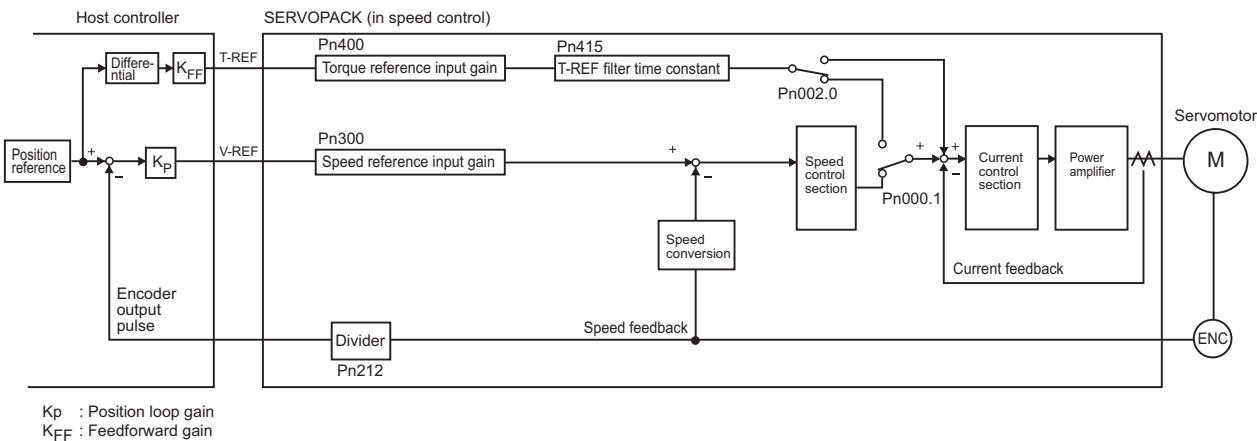 Host controller
SERVOPACK (in speed control)
Differe-
ntial
KFF
T-REF
Pn400
Torque reference input gain
Pn415
T-REF filter time constant
Pn002.0
Servomotor
Position
reference
+
−
KP
V-REF
Pn300
Speed reference input gain
+
−
Speed
control
section
Pn000.1
+
+
−
Current
control
section
Power
amplifier
M
Speed
conversion
Current feedback
Encoder
output
pulse
Divider
Pn212
Speed feedback
ENC
Kp : Position loop gain
KFF : Feedforward gain